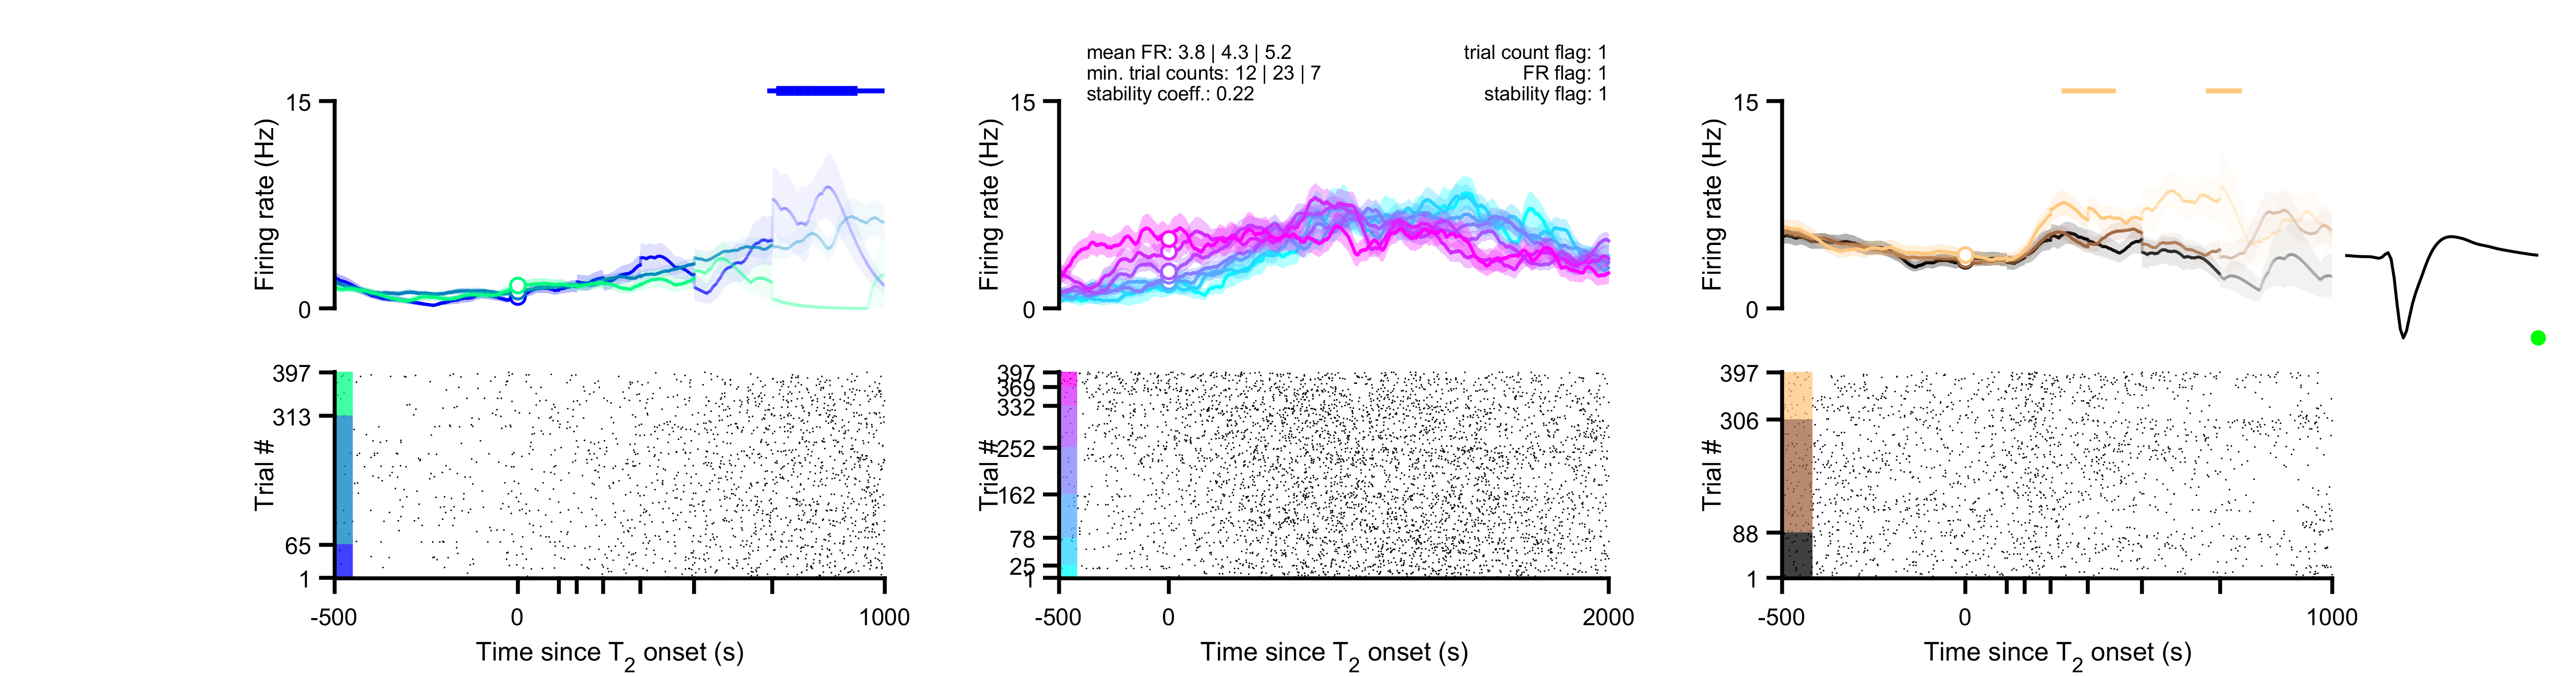 mean FR: 3.8 | 4.3 | 5.2
min. trial counts: 12 | 23 | 7
stability coeff.: 0.22
trial count flag: 1
FR flag: 1
stability flag: 1
15
Firing rate (Hz)
0
397
313
Trial #
65
1
-500
0
1000
Time since T2 onset (s)
15
Firing rate (Hz)
0
397
369
332
252
Trial #
162
78
25
1
-500
0
2000
Time since T2 onset (s)
15
Firing rate (Hz)
0
397
306
Trial #
88
1
-500
0
1000
Time since T2 onset (s)